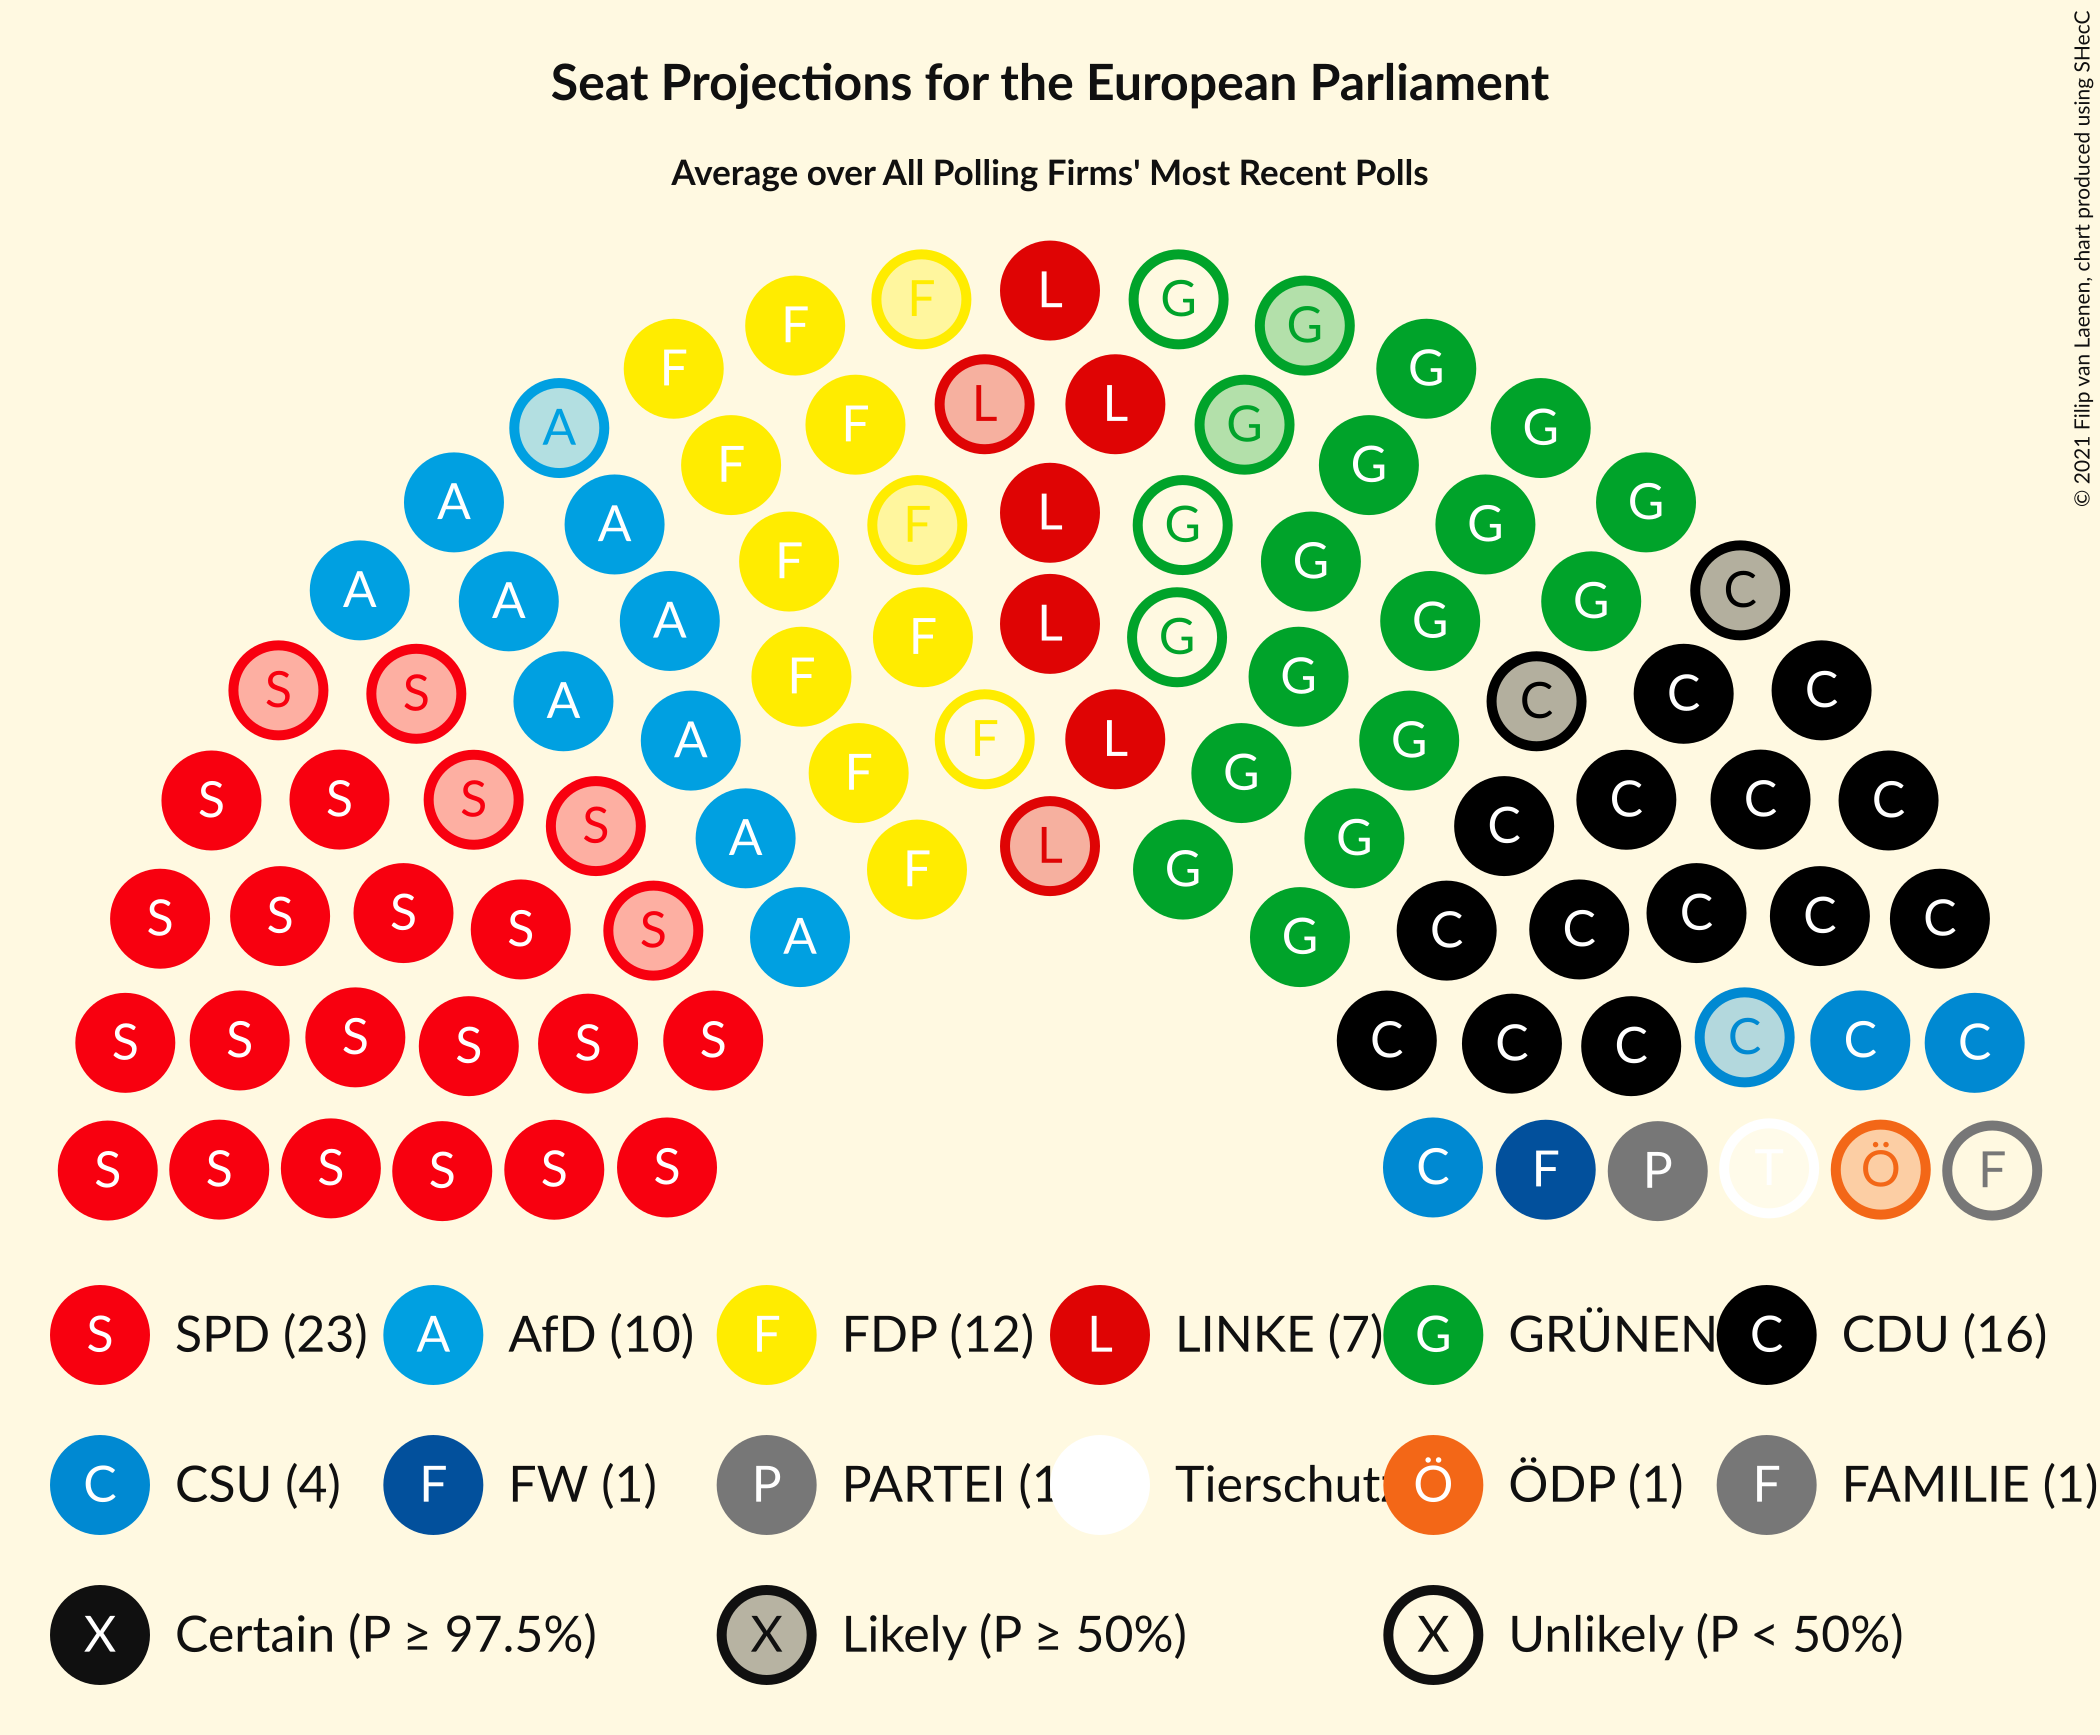 Seat Projections for the European Parliament
Average over All Polling Firms' Most Recent Polls
© 2021 Filip van Laenen, chart produced using SHecC
L
F G
F G
F G
L L
A G
F G
F G
A G
L
F G
A G
F G
A C
A G
A G
L
F G
F G
S C
S C
A C
F G
A G
S C
S C
S C
S C
F G
A G
S C
L
F G
S C
S C
S C
S C
S C
A G
S C
S C
S C
S C
S C
S C
S S S S S S C F P T Ö F
S SPD (23) A AfD (10) F FDP (12) L LINKE (7) G GRÜNEN C CDU (16)
C CSU (4) F FW (1) P PARTEI (1 Tierschutz Ö ÖDP (1) F FAMILIE (1)
X Certain (P ≥ 97.5%) X Likely (P ≥ 50%) X Unlikely (P < 50%)